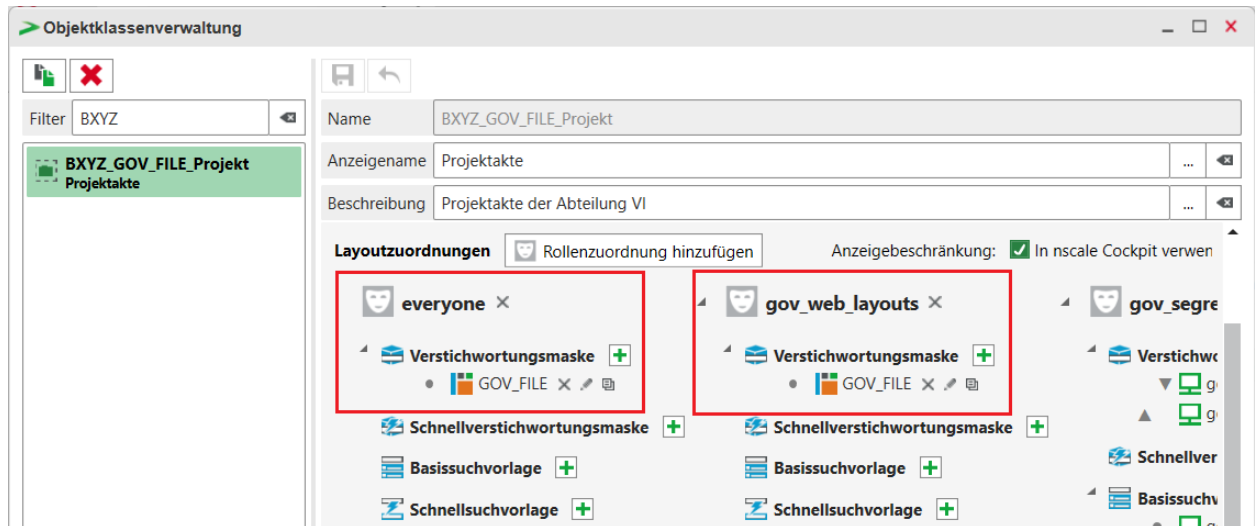 Objektklassenverwaltung
Filter BXYZ
BXYZ_GOV_FILE_Projekt
Projektakte
Name BXYZ_GOV_FILE_Projekt
Anzeigename Projektakte ...
Beschreibung Projektakte der Abteilung VI ...
Layoutzuordnungen Rollenzuordnung hinzufügen Anzeigebeschränkung: In nscale Cockpit verwen
everyone gov_web_layouts gov_segre
Verstichwortungsmaske Verstichwortungsmaske Verstichwo
GOV_FILE GOV_FILE g
g
Schnellverstichwortungsmaske Schnellverstichwortungsmaske Schnellver
Basissuchvorlage Basissuchvorlage Basissuchv
Schnellsuchvorlage Schnellsuchvorlage